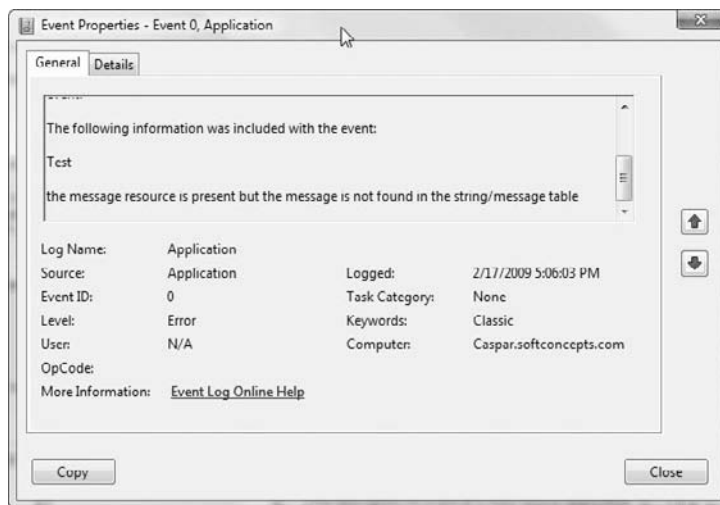 Event Properties - Event 0, Application
General Details
The following information was included with the event:
Test
the message resource is present but the message is not found in the string/message table
Log Name: Application
Source: Application Logged: 2/17/2009 5:06:03 PM
Event ID: 0 Task Category: None
Level: Error Keywords: Classic
User: N/A Computer: Caspar.softconcepts.com
OpCode:
More Information: Event Log Online Help
Copy Close